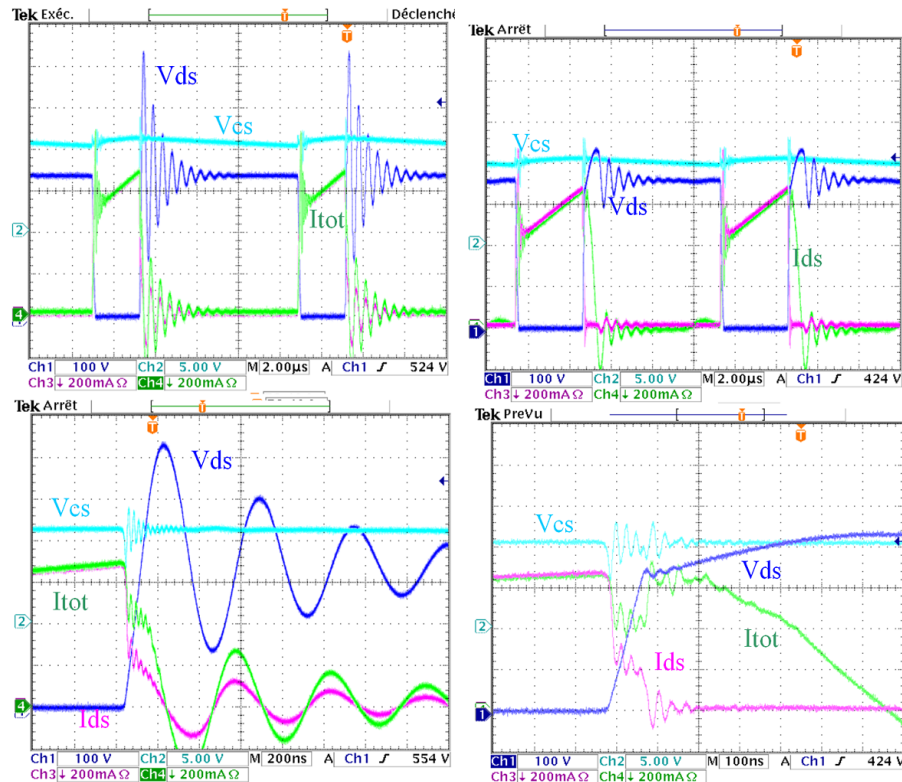 Tek Exéc.
Déclenché
T
T
Vds
Vcs
Itot
2
4
Ch1 100 V Ch2 5.00 V M 2.00µs A Ch1 524 V
Ch3 200mA Ω Ch4 200mA Ω
Tek Arrêt
T
T
Vcs
Vds
Ids
2
1
Ch1 100 V Ch2 5.00 V M 2.00µs A Ch1 424 V
Ch3 200mA Ω Ch4 200mA Ω
Tek Arrêt
T
T
Vds
Vcs
Itot
2
4
Ids
Ch1 100 V Ch2 5.00 V M 200ns A Ch1 554 V
Ch3 200mA Ω Ch4 200mA Ω
Tek PreVu
T
T
Vcs
Vds
2
Itot
Ids
1
Ch1 100 V Ch2 5.00 V M 100ns A Ch1 424 V
Ch3 200mA Ω Ch4 200mA Ω